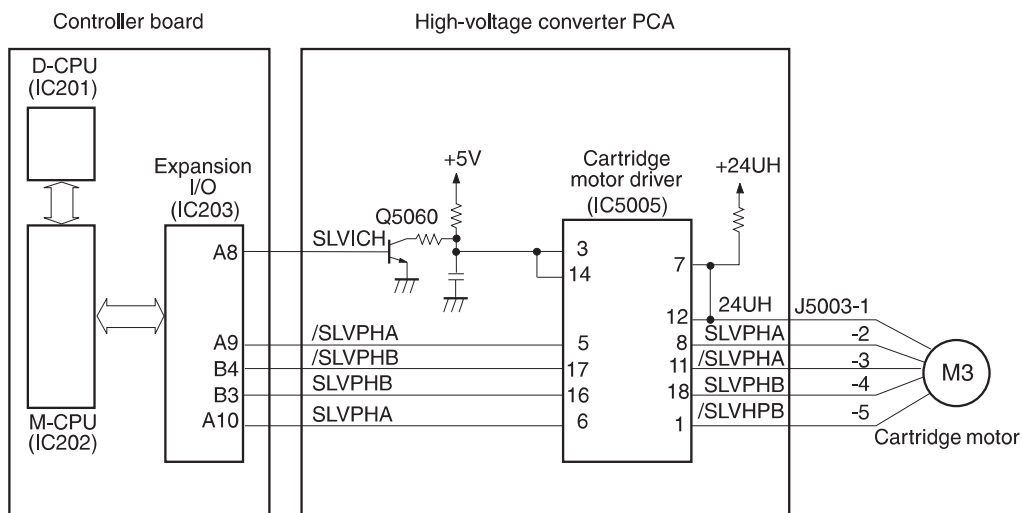 Controller board
High-voltage converter PCA
D-CPU
(IC201)
Expansion
I/O
(IC203)
+5V
Cartridge
motor driver
(IC5005)
+24UH
Q5060
A8
SLVICH
3
14
7
12
24UH
J5003-1
A9
/SLVPHA
5
8
SLVPHA
-2
B4
/SLVPHB
17
11
/SLVPHA
-3
B3
SLVPHB
16
18
SLVPHB
-4
A10
SLVPHA
6
1
/SLVHPB
-5
M3
Cartridge motor
M-CPU
(IC202)